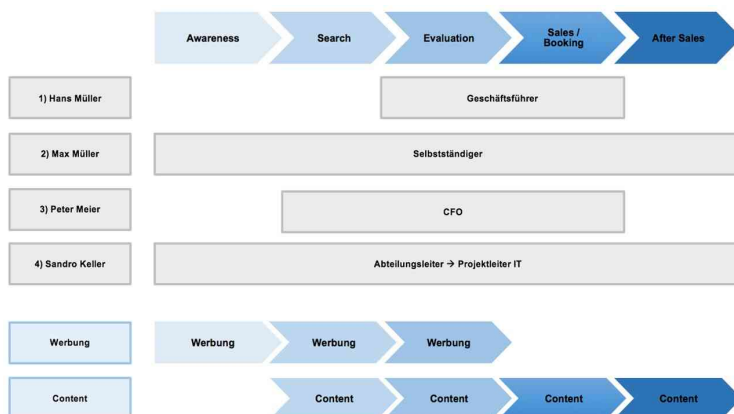 Awareness
Search
Evaluation
Sales /
Booking
After Sales
1) Hans Müller
Geschäftsführer
2) Max Müller
Selbstständiger
3) Peter Meier
CFO
4) Sandro Keller
Abteilungsleiter → Projektleiter IT
Werbung
Werbung
Werbung
Werbung
Content
Content
Content
Content
Content